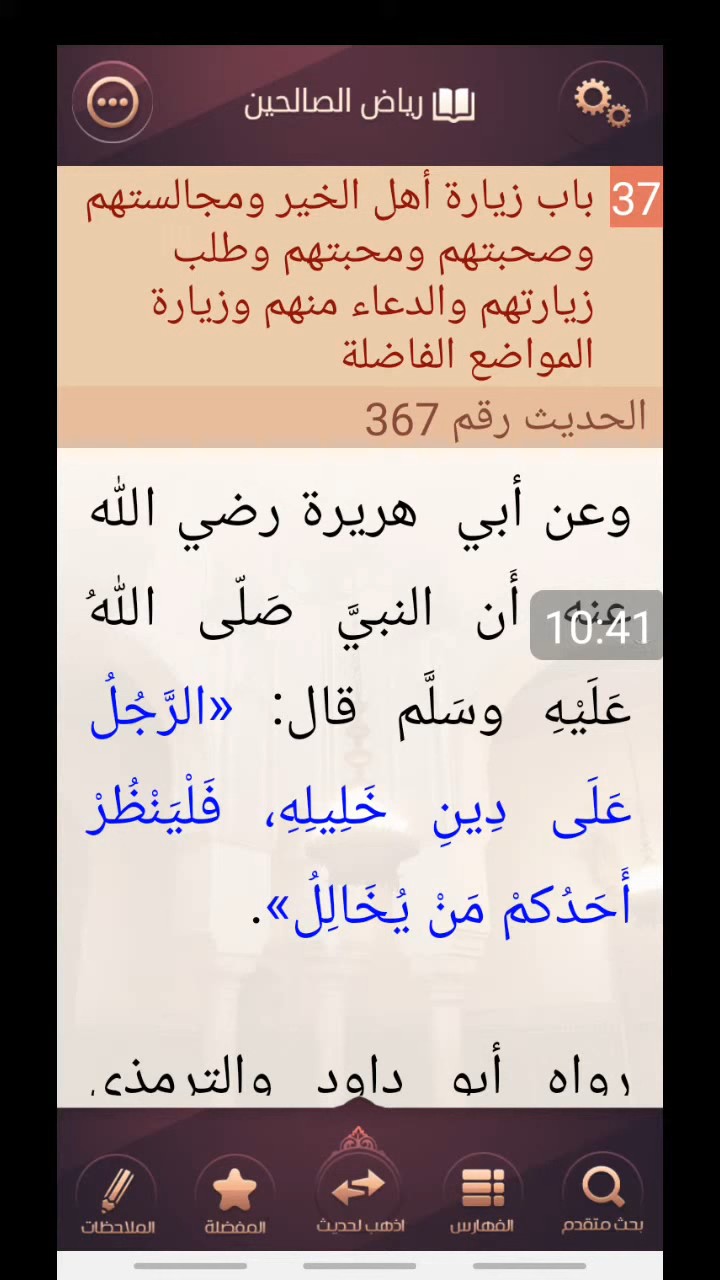 رياض الصالحين
37 باب زيارة أهل الخير ومجالستهم
وصحبتهم ومحبتهم وطلب
زيارتهم والدعاء منهم وزيارة
المواضع الفاضلة
الحديث رقم 367
وعن أبي هريرة رضي الله
عنه أَن النبيَّ صَلّى اللهُ
10:41
عَلَيْهِ وسَلَّم قال: «الرَّجُلُ
عَلَى دِينِ خَلِيلِهِ، فَلْيَنْظُرْ
أَحَدُكمْ مَنْ يُخَالِلُ».
رواه أبو داود والترمذي
بحث متقدم
الفهارس
اذهب لحديث
المفضلة
الملاحظات